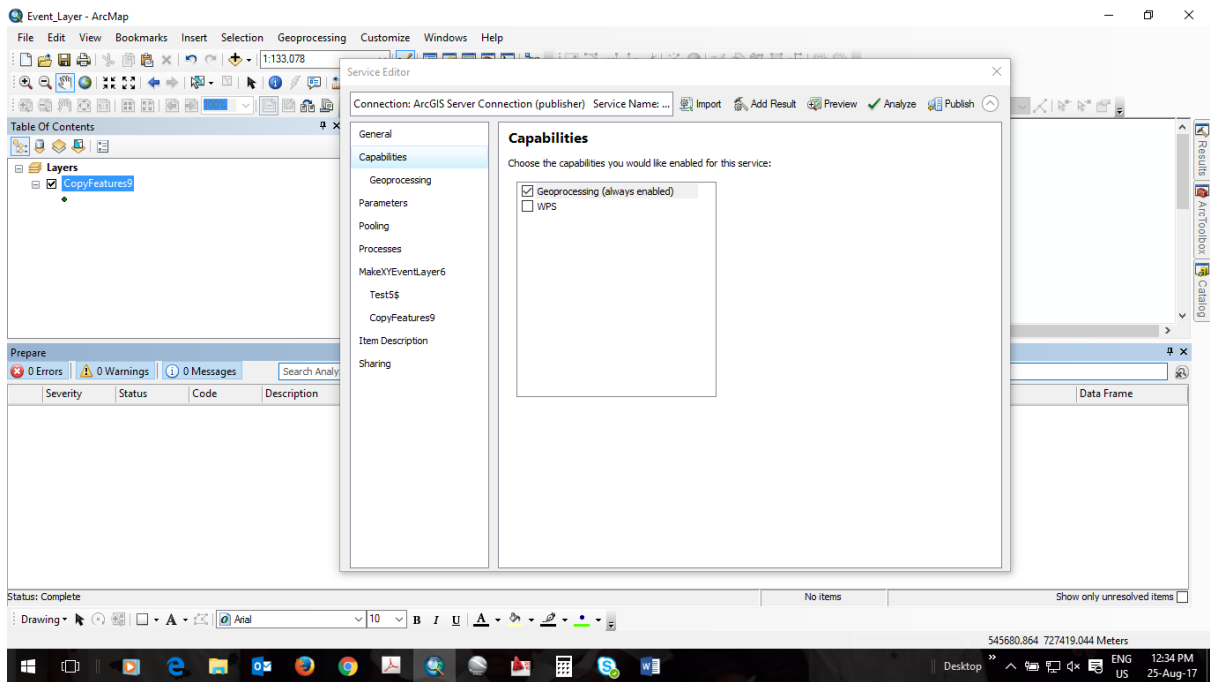 Event_Layer - ArcMap
File Edit View Bookmarks Insert Selection Geoprocessing Customize Windows Help
1:133,078
100%
Table Of Contents
Layers
CopyFeatures9
Service Editor
Connection: ArcGIS Server Connection (publisher) Service Name: ... Import Add Result Preview Analyze Publish
General
Capabilities
Geoprocessing
Parameters
Pooling
Processes
MakeXYEventLayer6
Test5$
CopyFeatures9
Item Description
Sharing
Capabilities
Choose the capabilities you would like enabled for this service:
Geoprocessing (always enabled)
WPS
Results
ArcToolbox
Catalog
Prepare
0 Errors 0 Warnings 0 Messages Search Analy
Severity Status Code Description Data Frame
Status: Complete No items Show only unresolved items
Drawing A Arial 10 B I U A
545680.864 727419.044 Meters
Desktop ENG 12:34 PM
US 25-Aug-17